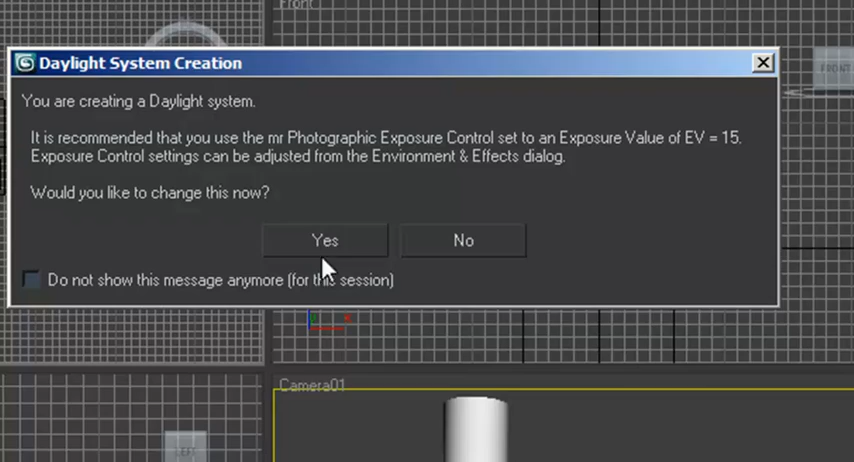 Front
Daylight System Creation
FRONT
You are creating a Daylight system.
It is recommended that you use the mr Photographic Exposure Control set to an Exposure Value of EV = 15.
Exposure Control settings can be adjusted from the Environment & Effects dialog.
Would you like to change this now?
Yes
No
Do not show this message anymore (for this session)
Camera01
LEFT